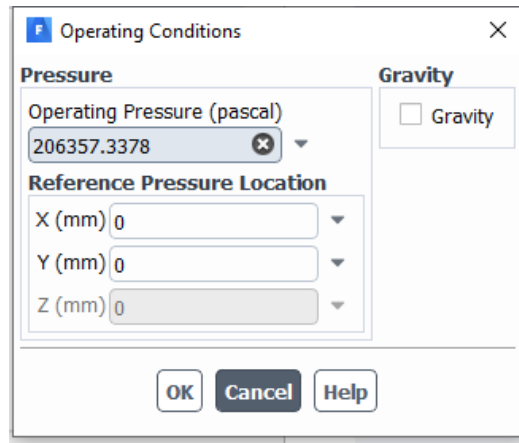 F Operating Conditions
Pressure
Gravity
Operating Pressure (pascal)
Gravity
206357.3378
Reference Pressure Location
X (mm) 0
Y (mm) 0
Z (mm) 0
OK Cancel Help